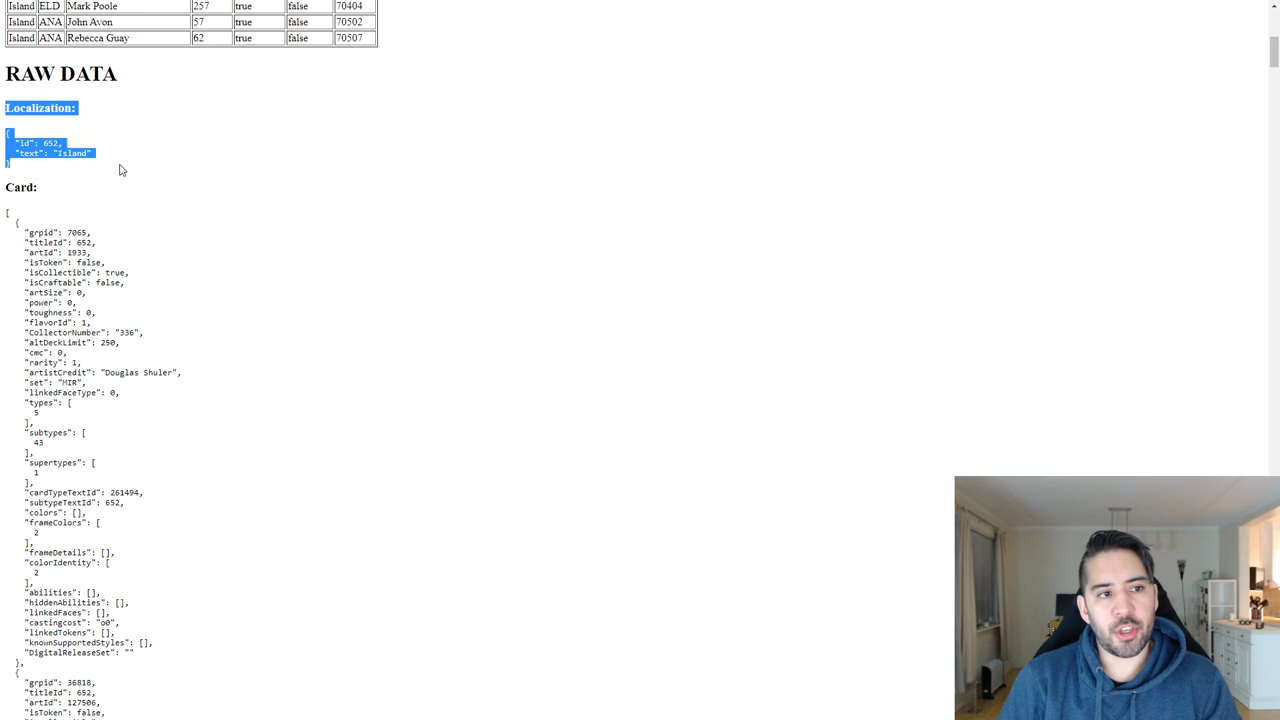 Island ELD Mark Poole 257 true false 70404
Island ANA John Avon 57 true false 70502
Island ANA Rebecca Guay 62 true false 70507
RAW DATA
Localization:
{
"id": 652,
"text": "Island"
}
Card:
[
{
"grpid": 7065,
"titleId": 652,
"artId": 1933,
"isToken": false,
"isCollectible": true,
"isCraftable": false,
"artSize": 0,
"power": 0,
"toughness": 0,
"flavorId": 1,
"CollectorNumber": "336",
"altDeckLimit": 250,
"cmc": 0,
"rarity": 1,
"artistCredit": "Douglas Shuler",
"set": "MIR",
"linkedFaceType": 0,
"types": [
5
],
"subtypes": [
43
],
"supertypes": [
1
],
"cardTypeTextId": 261494,
"subtypeTextId": 652,
"colors": [],
"frameColors": [
2
],
"frameDetails": [],
"colorIdentity": [
2
],
"abilities": [],
"hiddenAbilities": [],
"linkedFaces": [],
"castingcost": "o0",
"linkedTokens": [],
"knownSupportedStyles": [],
"DigitalReleaseSet": ""
},
{
"grpid": 36818,
"titleId": 652,
"artId": 127506,
"isToken": false,